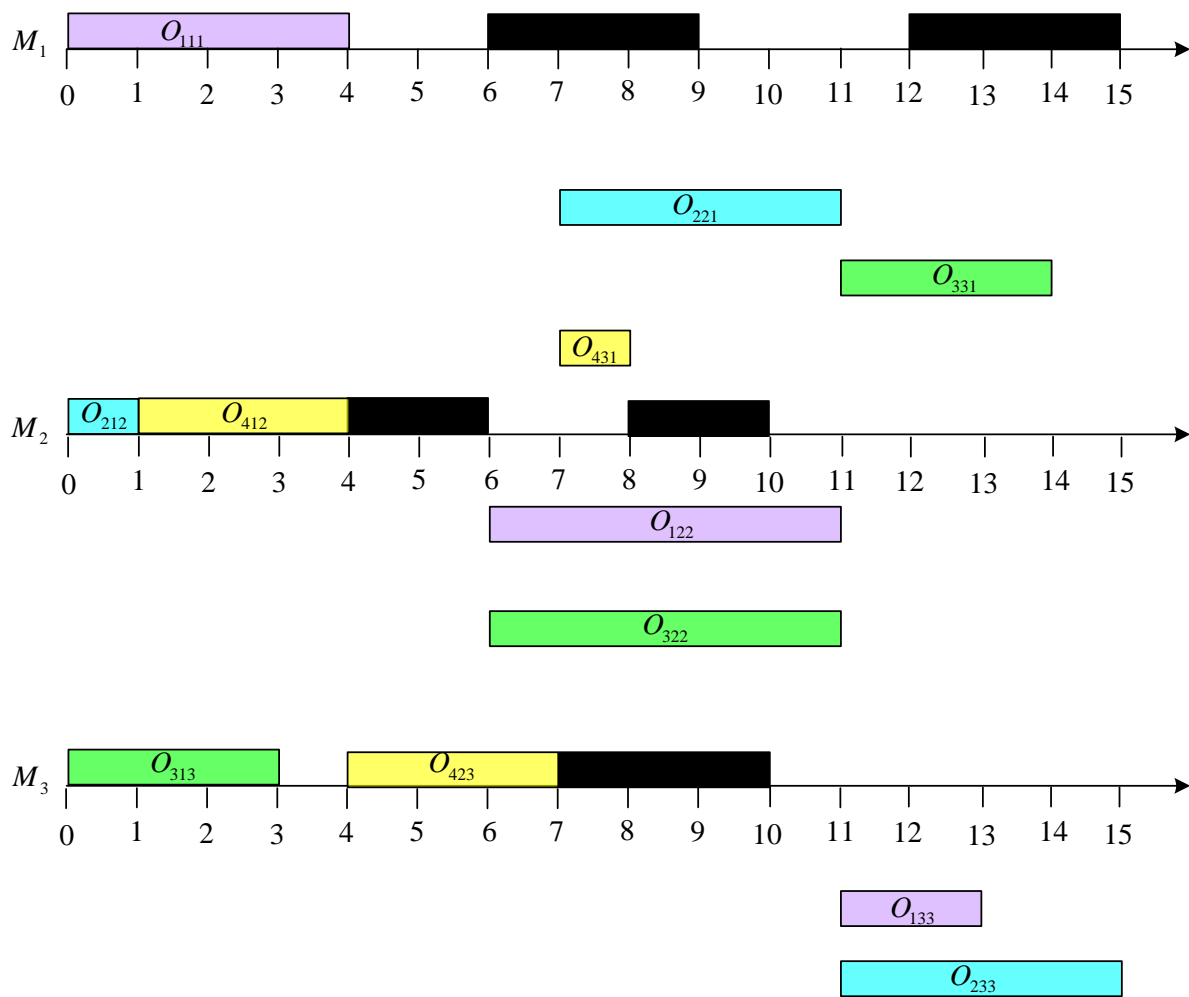 M₁ O₁₁₁
0 1 2 3 4 5 6 7 8 9 10 11 12 13 14 15
O₂₂₁
O₃₃₁
O₄₃₁
M₂ O₂₁₂ O₄₁₂
0 1 2 3 4 5 6 7 8 9 10 11 12 13 14 15
O₁₂₂
O₃₂₂
M₃ O₃₁₃ O₄₂₃
0 1 2 3 4 5 6 7 8 9 10 11 12 13 14 15
O₁₃₃
O₂₃₃